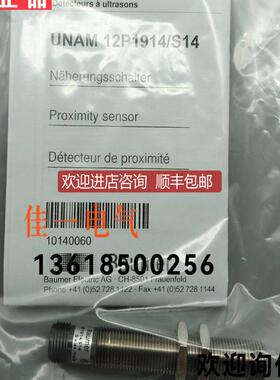 正品
Détecteurs à ultrasons
UNAM 12P1914/S14
Näherungsschalter
Proximity sensor
Détecteur de proximité
欢迎进店咨询 顺丰包邮
佳一电气
10140060
13618500256
Baumer Electric AG · CH-8501 Frauenfeld
Phone +41 (0)52 728 1122 · Fax +41 (0)52 728 1144
欢迎询